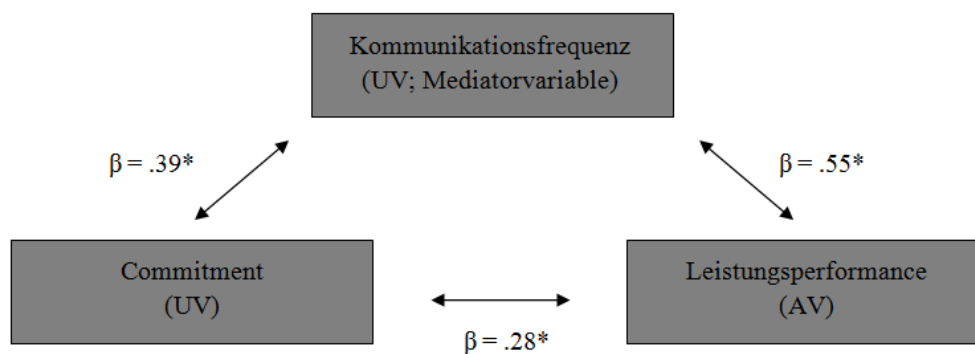 Kommunikationsfrequenz
(UV; Mediatorvariable)
β = .39*
β = .55*
Commitment
(UV)
Leistungsperformance
(AV)
β = .28*